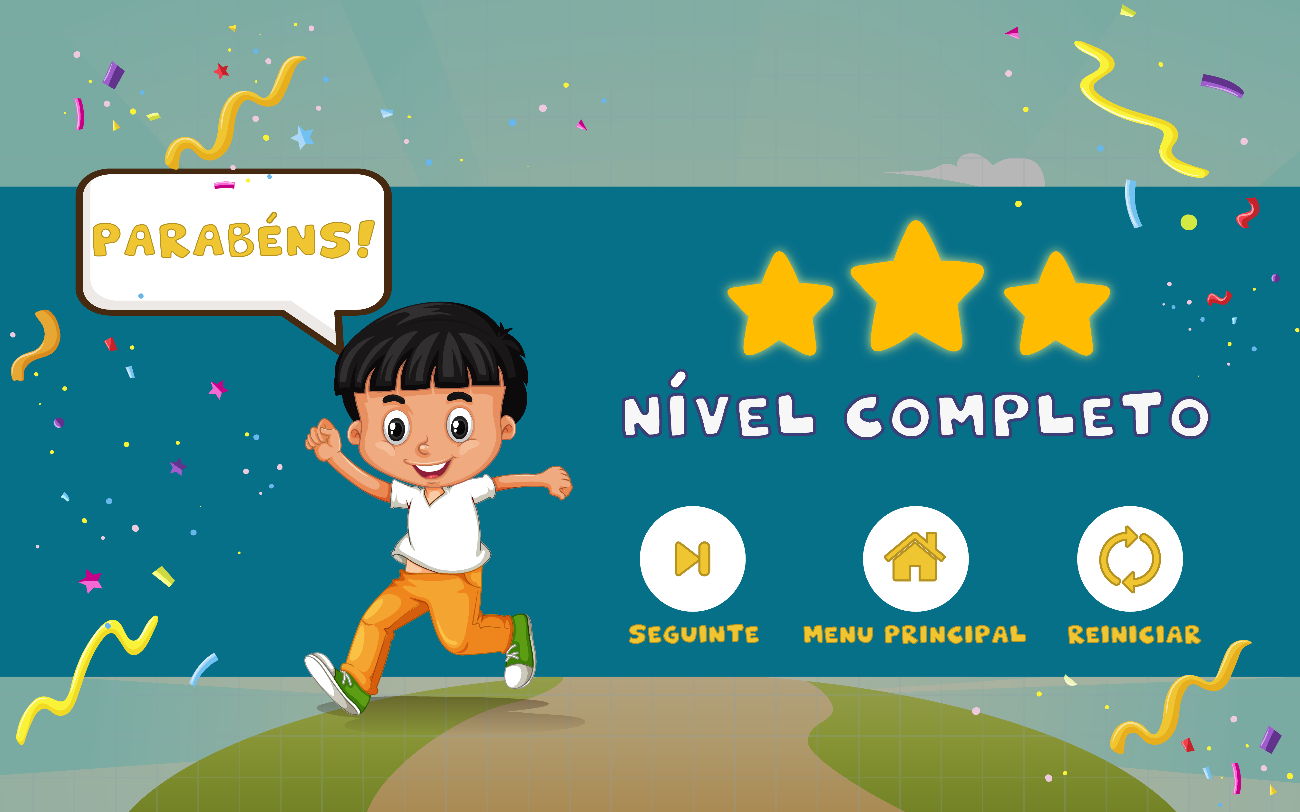 PARABÉNS!
NÍVEL COMPLETO
SEGUINTE
MENU PRINCIPAL
REINICIAR